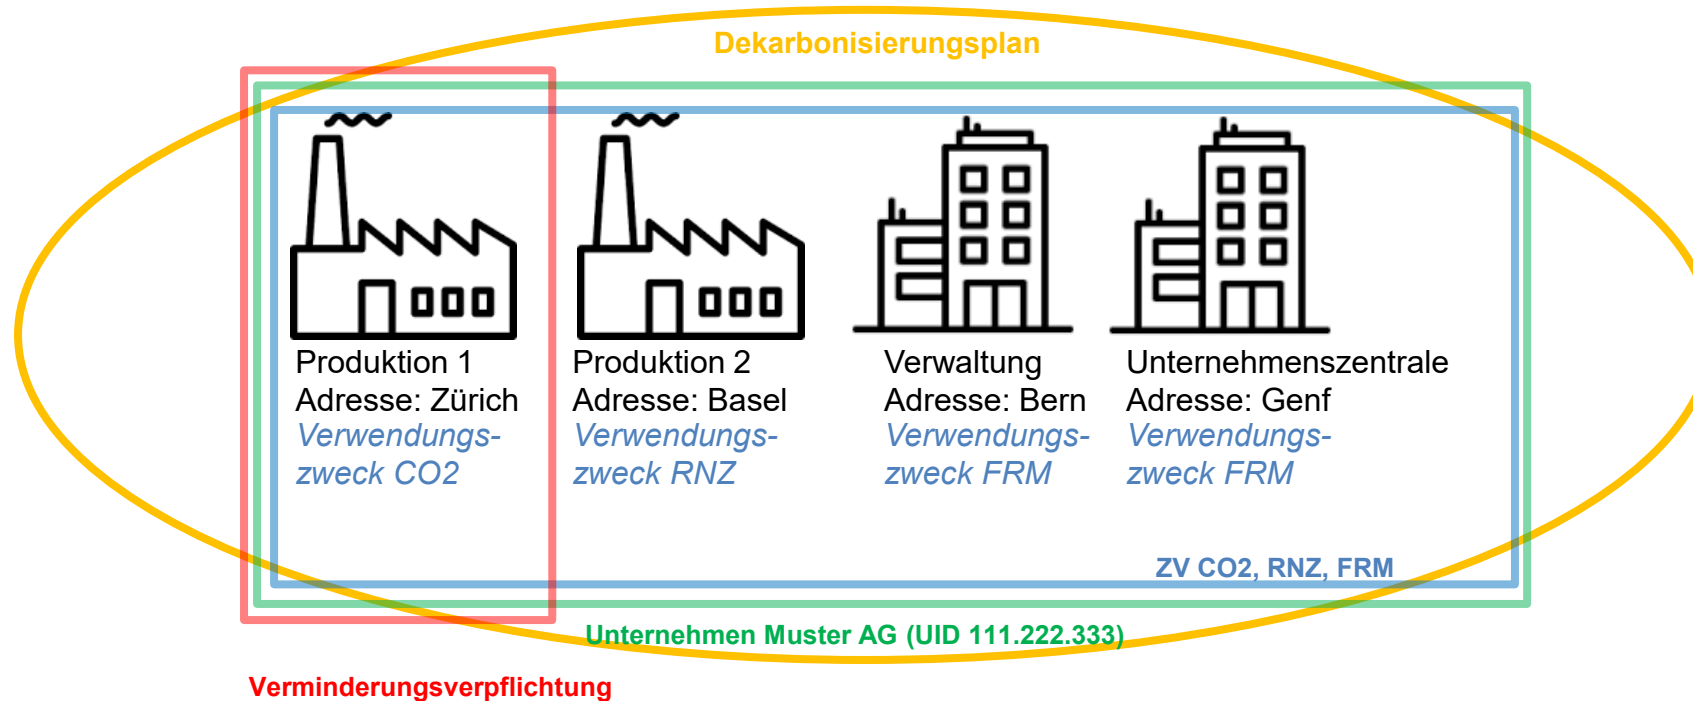 Dekarbonisierungsplan
Produktion 1
Adresse: Zürich
Verwendungs-
zweck CO2
Produktion 2
Adresse: Basel
Verwendungs-
zweck RNZ
Verwaltung
Adresse: Bern
Verwendungs-
zweck FRM
Unternehmenszentrale
Adresse: Genf
Verwendungs-
zweck FRM
ZV CO2, RNZ, FRM
Unternehmen Muster AG (UID 111.222.333)
Verminderungsverpflichtung